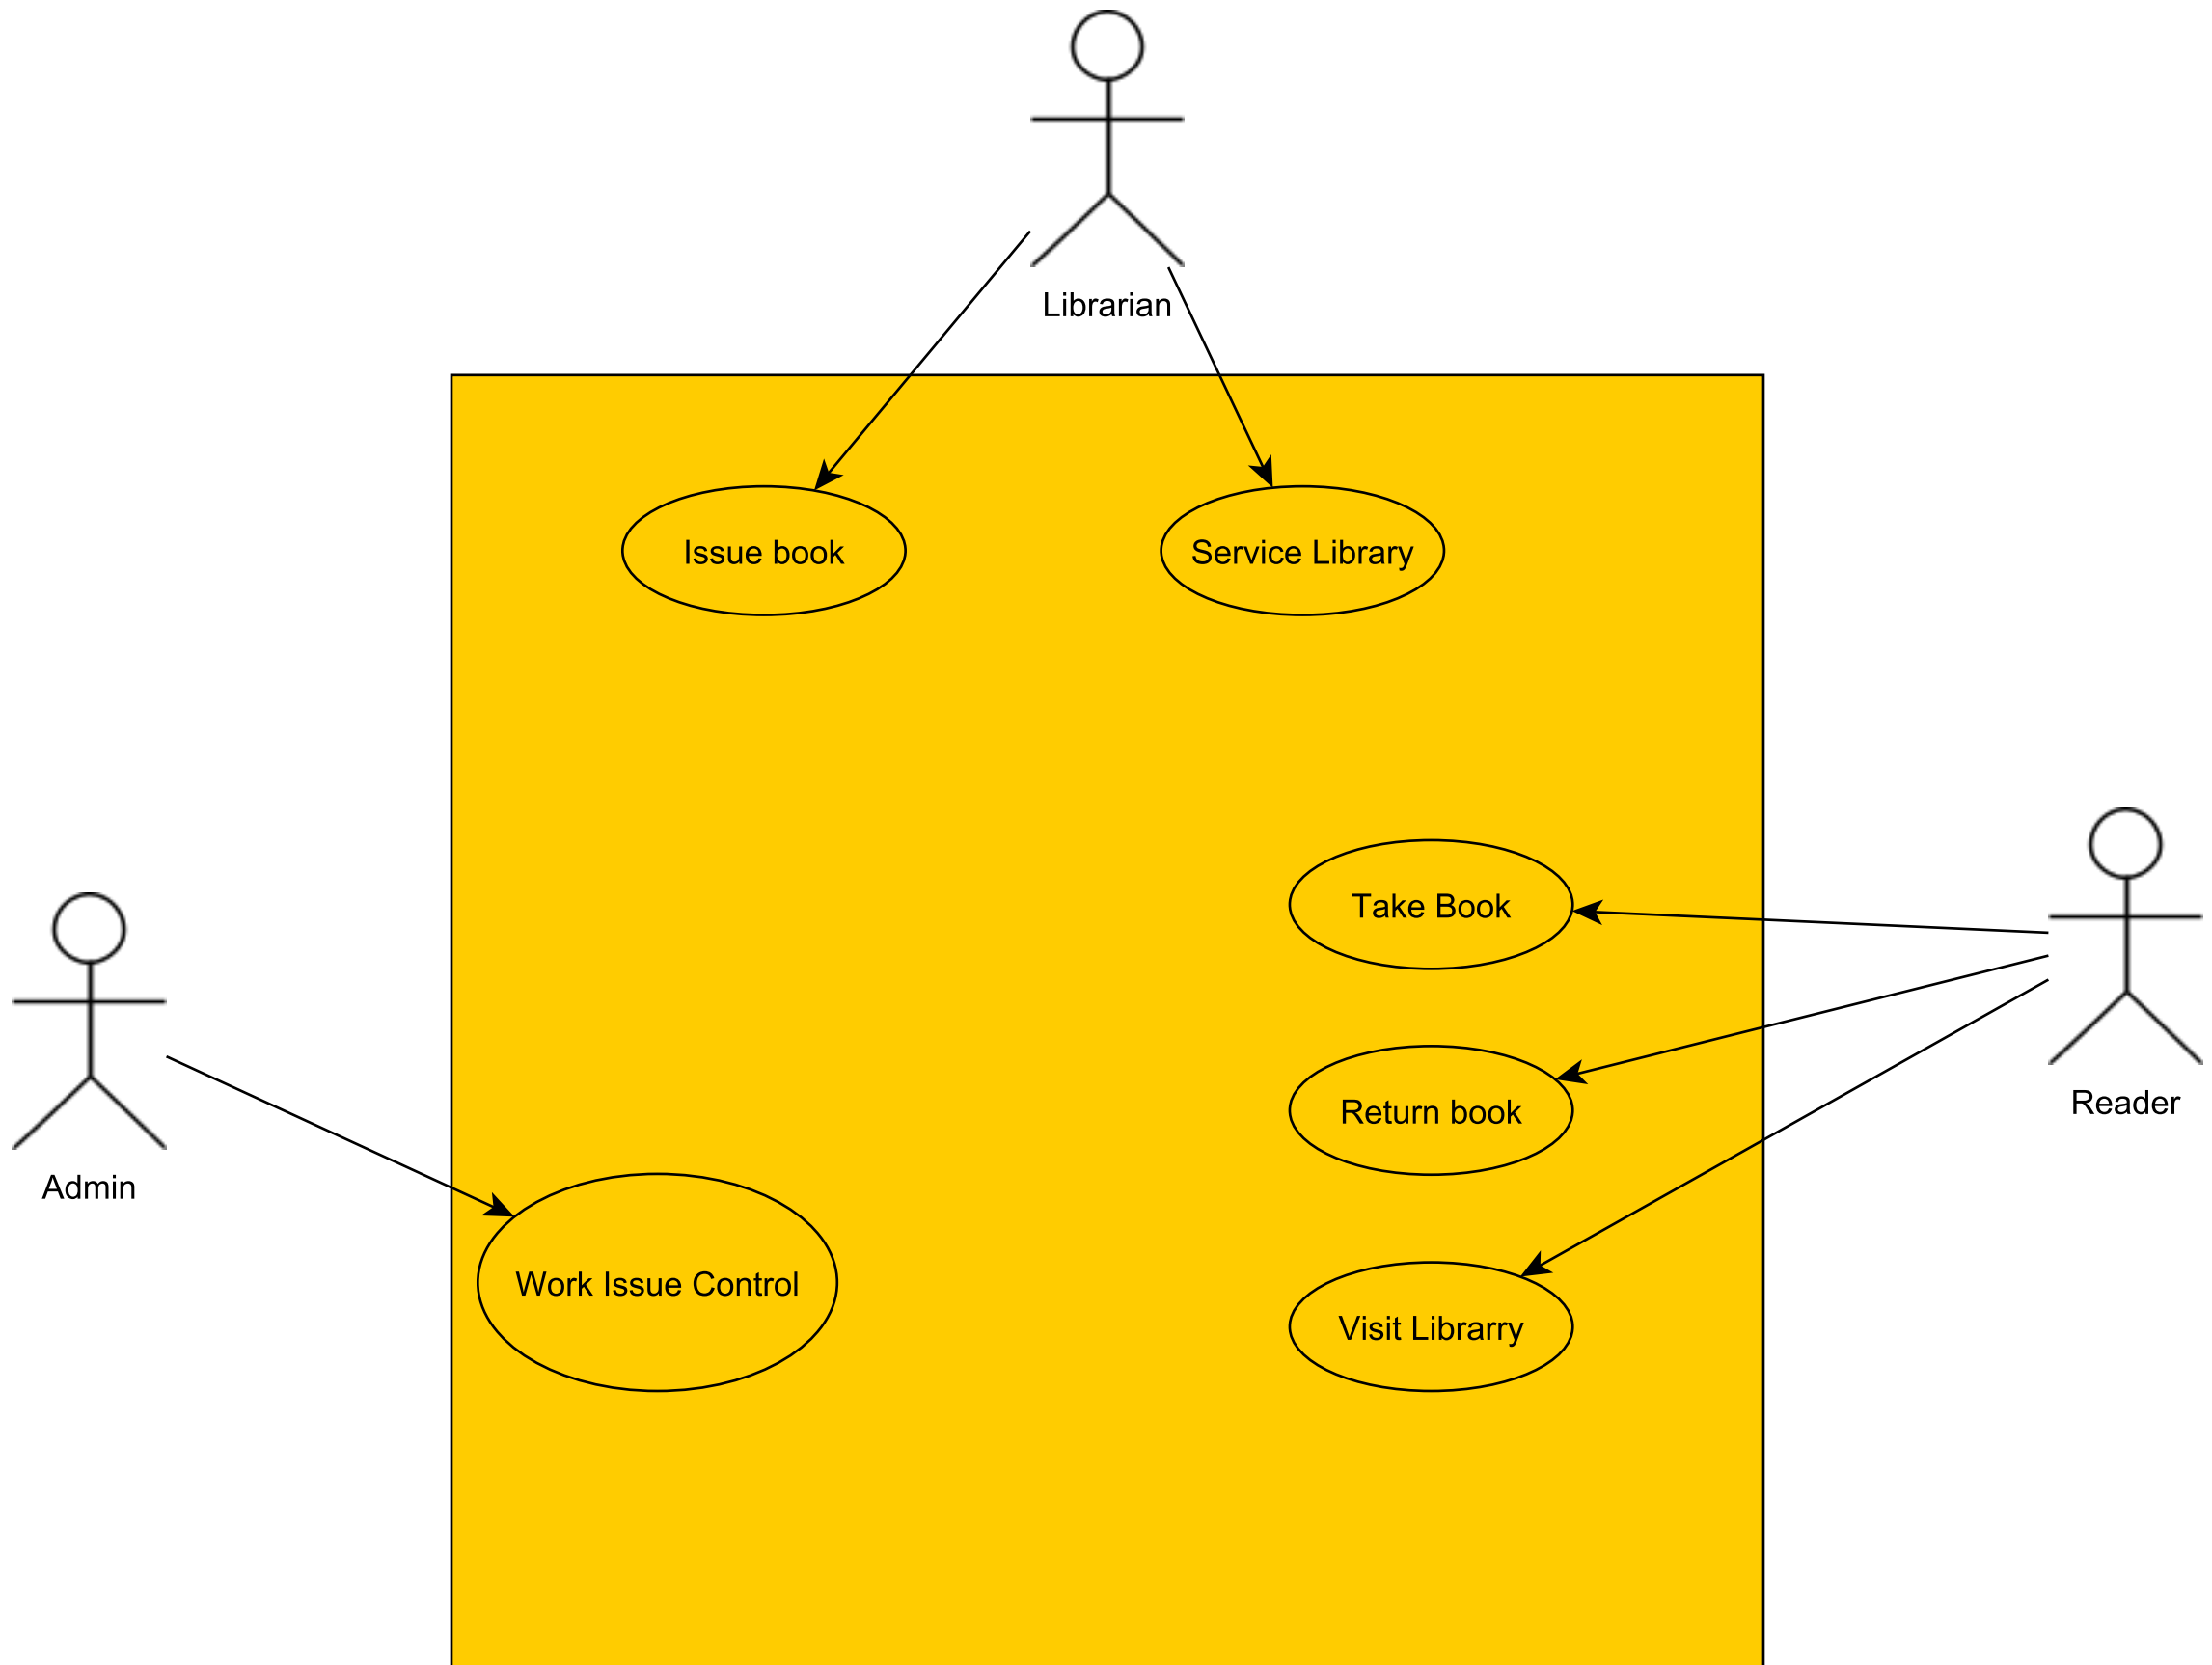 Librarian
Issue book
Service Library
Take Book
Return book
Reader
Admin
Work Issue Control
Visit Librarry